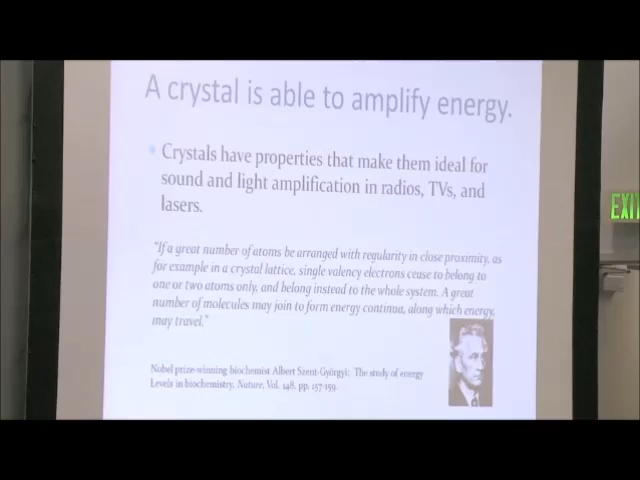 A crystal is able to amplify energy.
Crystals have properties that make them ideal for
sound and light amplification in radios, TVs, and
lasers.
EXIT
"If a great number of atoms be arranged with regularity in close proximity, as
for example in a crystal lattice, single valency electrons cease to belong to
one or two atoms only, and belong instead to the whole system. A great
number of molecules may join to form energy continua, along which energy,
may travel."
Nobel prize-winning biochemist Albert Szent-Györgyi: The study of energy
Levels in biochemistry. Nature, Vol. 148, pp. 157-159.